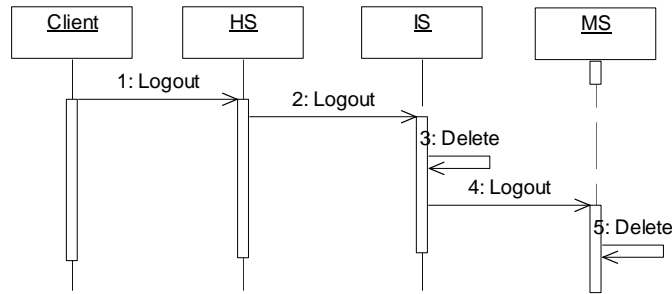 Client
HS
IS
MS
1: Logout
2: Logout
3: Delete
4: Logout
5: Delete